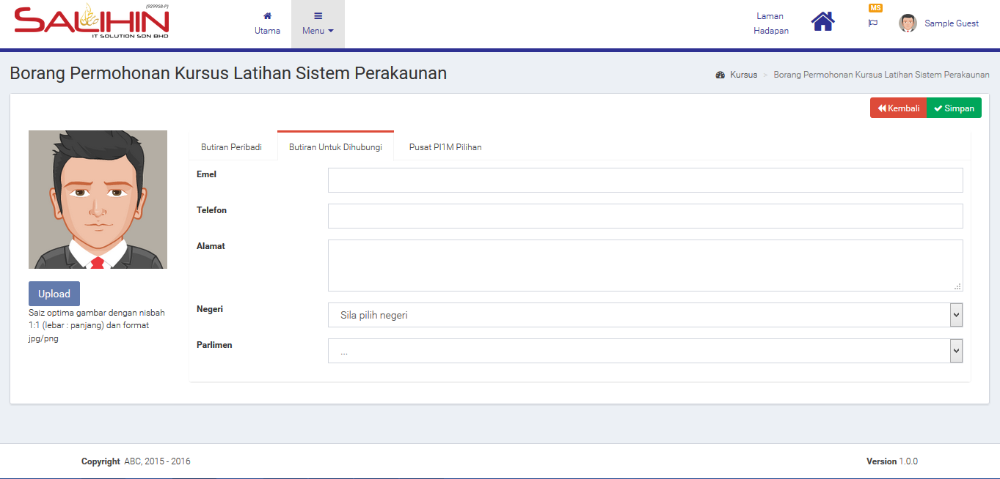 (929958-P)
SALIHIN
IT SOLUTION SDN BHD
Utama
Menu
Laman
Hadapan
MS
Sample Guest
Borang Permohonan Kursus Latihan Sistem Perakaunan
Kursus > Borang Permohonan Kursus Latihan Sistem Perakaunan
Kembali
Simpan
Butiran Peribadi
Butiran Untuk Dihubungi
Pusat PI1M Pilihan
Emel
Telefon
Alamat
Negeri
Sila pilih negeri
Parlimen
...
Upload
Saiz optima gambar dengan nisbah
1:1 (lebar : panjang) dan format
jpg/png
Copyright ABC, 2015 - 2016
Version 1.0.0